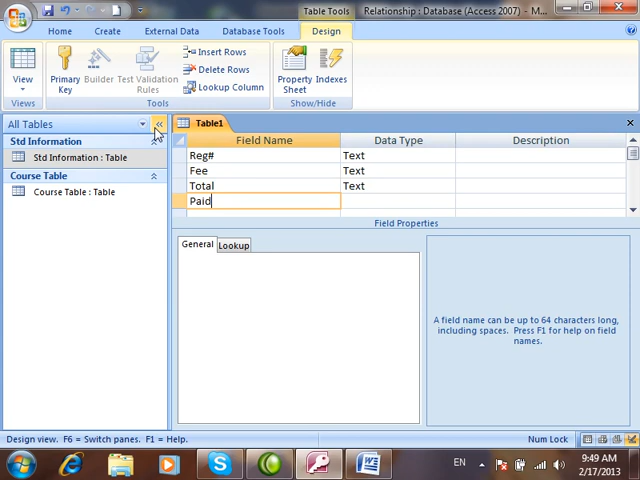 Table Tools
Relationship : Database (Access 2007) - M...
Home
Create
External Data
Database Tools
Design
View
Primary Key
Builder
Test Validation Rules
Insert Rows
Delete Rows
Lookup Column
Property Sheet
Indexes
Views
Tools
Show/Hide
All Tables
Std Information
Std Information : Table
Course Table
Course Table : Table
Table1
Field Name
Data Type
Description
Reg#
Text
Fee
Text
Total
Text
Paid
Field Properties
General
Lookup
A field name can be up to 64 characters long,
including spaces. Press F1 for help on field
names.
Design view. F6 = Switch panes. F1 = Help.
Num Lock
EN
9:49 AM
2/17/2013